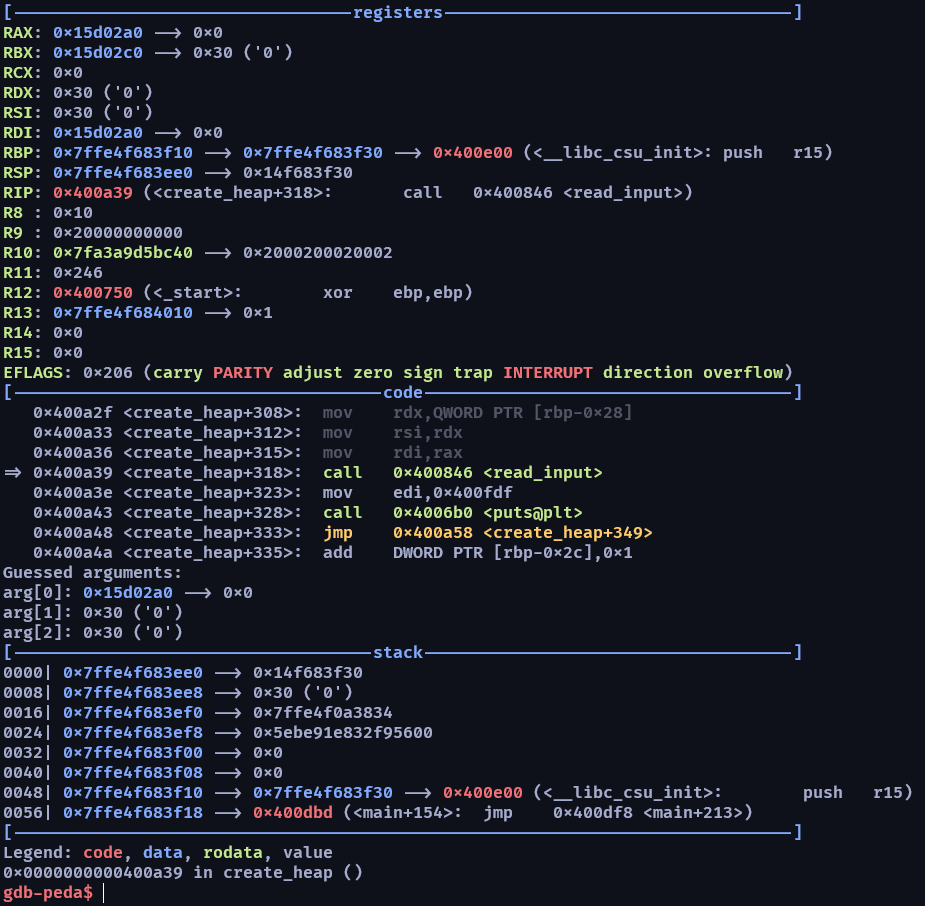 [──────────────────────────────────registers───────────────────────────────────]
RAX: 0x15d02a0 --> 0x0
RBX: 0x15d02c0 --> 0x30 ('0')
RCX: 0x0
RDX: 0x30 ('0')
RSI: 0x30 ('0')
RDI: 0x15d02a0 --> 0x0
RBP: 0x7ffe4f683f10 --> 0x7ffe4f683f30 --> 0x400e00 (<__libc_csu_init>: push   r15)
RSP: 0x7ffe4f683ee0 --> 0x14f683f30
RIP: 0x400a39 (<create_heap+318>:       call   0x400846 <read_input>)
R8 : 0x10
R9 : 0x20000000000
R10: 0x7fa3a9d5bc40 --> 0x2000200020002
R11: 0x246
R12: 0x400750 (<_start>:        xor    ebp,ebp)
R13: 0x7ffe4f684010 --> 0x1
R14: 0x0
R15: 0x0
EFLAGS: 0x206 (carry PARITY adjust zero sign trap INTERRUPT direction overflow)
[─────────────────────────────────────code─────────────────────────────────────]
   0x400a2f <create_heap+308>:  mov    rdx,QWORD PTR [rbp-0x28]
   0x400a33 <create_heap+312>:  mov    rsi,rdx
   0x400a36 <create_heap+315>:  mov    rdi,rax
=> 0x400a39 <create_heap+318>:  call   0x400846 <read_input>
   0x400a3e <create_heap+323>:  mov    edi,0x400fdf
   0x400a43 <create_heap+328>:  call   0x4006b0 <puts@plt>
   0x400a48 <create_heap+333>:  jmp    0x400a58 <create_heap+349>
   0x400a4a <create_heap+335>:  add    DWORD PTR [rbp-0x2c],0x1
Guessed arguments:
arg[0]: 0x15d02a0 --> 0x0
arg[1]: 0x30 ('0')
arg[2]: 0x30 ('0')
[────────────────────────────────────stack─────────────────────────────────────]
0000| 0x7ffe4f683ee0 --> 0x14f683f30
0008| 0x7ffe4f683ee8 --> 0x30 ('0')
0016| 0x7ffe4f683ef0 --> 0x7ffe4f0a3834
0024| 0x7ffe4f683ef8 --> 0x5ebe91e832f95600
0032| 0x7ffe4f683f00 --> 0x0
0040| 0x7ffe4f683f08 --> 0x0
0048| 0x7ffe4f683f10 --> 0x7ffe4f683f30 --> 0x400e00 (<__libc_csu_init>:        push   r15)
0056| 0x7ffe4f683f18 --> 0x400dbd (<main+154>:  jmp    0x400df8 <main+213>)
[──────────────────────────────────────────────────────────────────────────────]
Legend: code, data, rodata, value
0x0000000000400a39 in create_heap ()
gdb-peda$